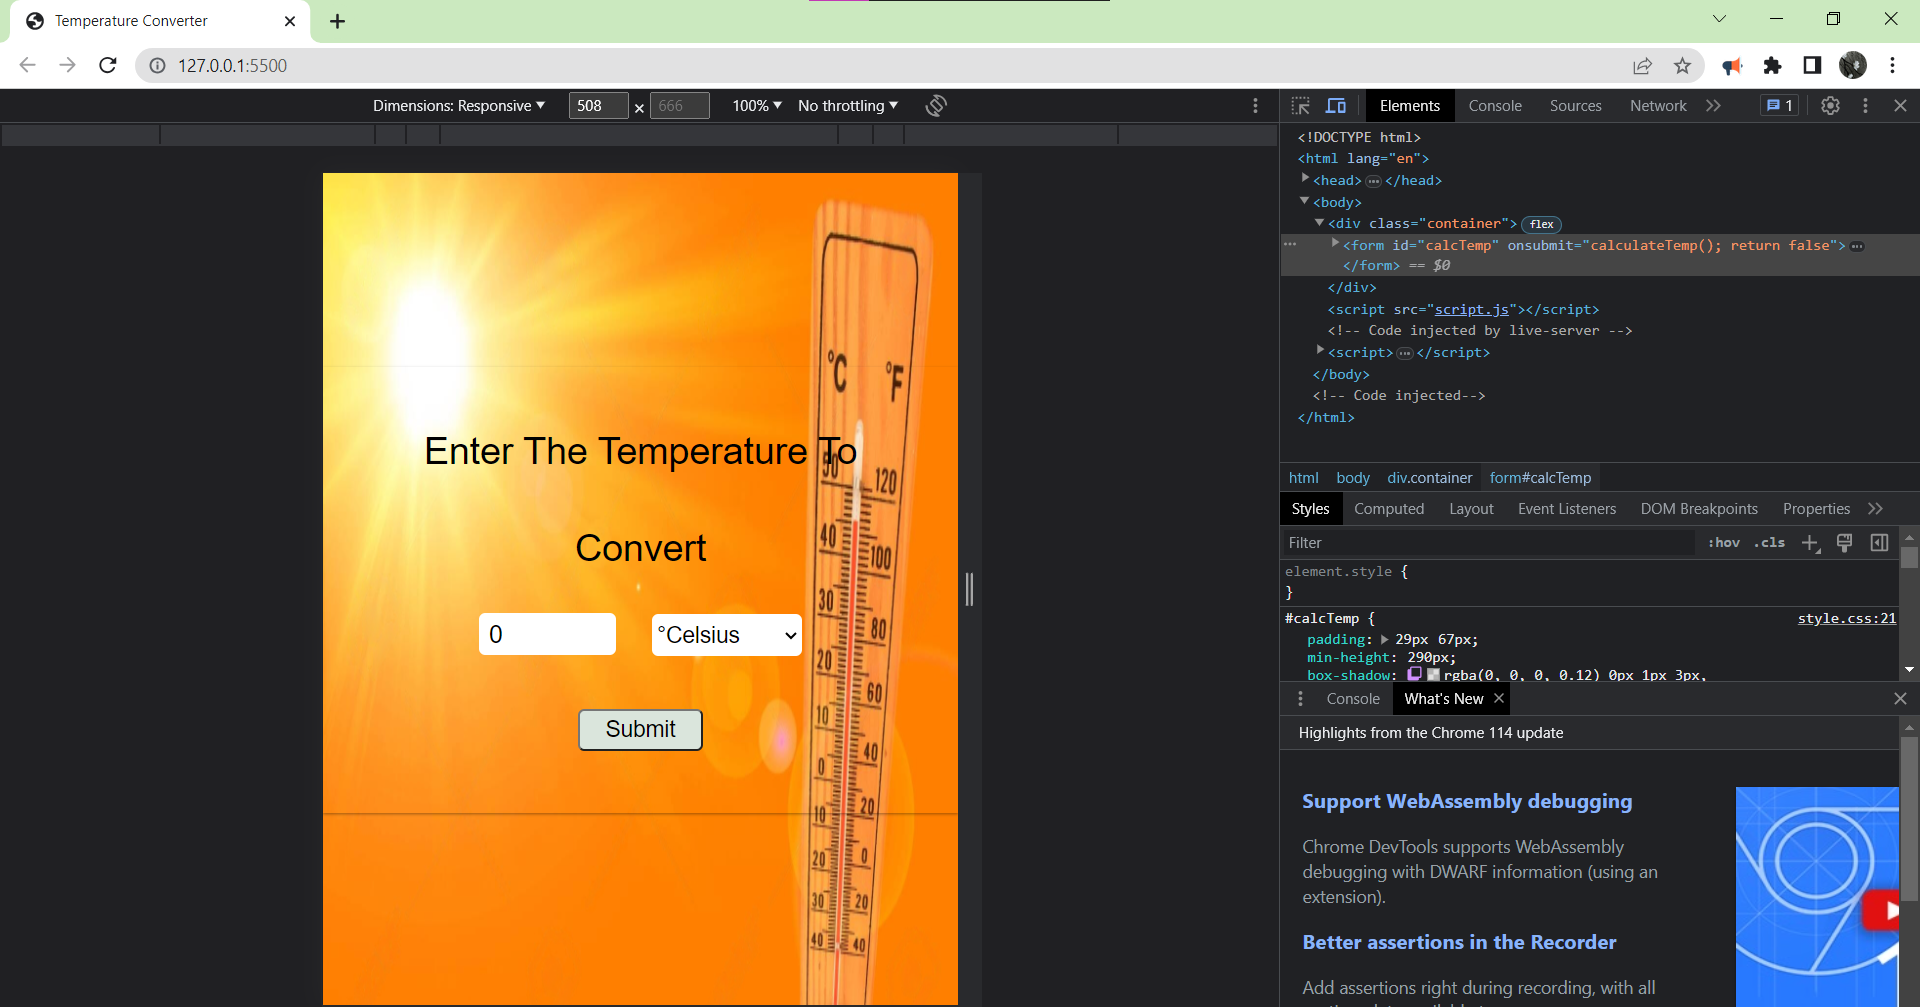 Temperature Converter
127.0.0.1:5500
Dimensions: Responsive 508 × 666 100% No throttling
Elements Console Sources Network 1
<!DOCTYPE html>
<html lang="en">
<head> </head>
<body>
<div class="container"> flex
<form id="calcTemp" onsubmit="calculateTemp(); return false">
</form> == $0
</div>
<script src="script.js"></script>
<!-- Code injected by live-server -->
<script> </script>
</body>
<!-- Code injected-->
</html>
html body div.container form#calcTemp
Styles Computed Layout Event Listeners DOM Breakpoints Properties
Filter :hov .cls
element.style {
}
#calcTemp { style.css:21
padding: 29px 67px;
min-height: 290px;
box-shadow: rgba(0, 0, 0, 0.12) 0px 1px 3px,
Console What's New
Highlights from the Chrome 114 update
Support WebAssembly debugging
Chrome DevTools supports WebAssembly
debugging with DWARF information (using an
extension).
Better assertions in the Recorder
Add assertions right during recording, with all
°C °F
Enter The Temperature To
Convert
0 °Celsius
Submit
50 120
40 100
30 80
20 60
10 40
0 20
10 0
20 20
30 40
40